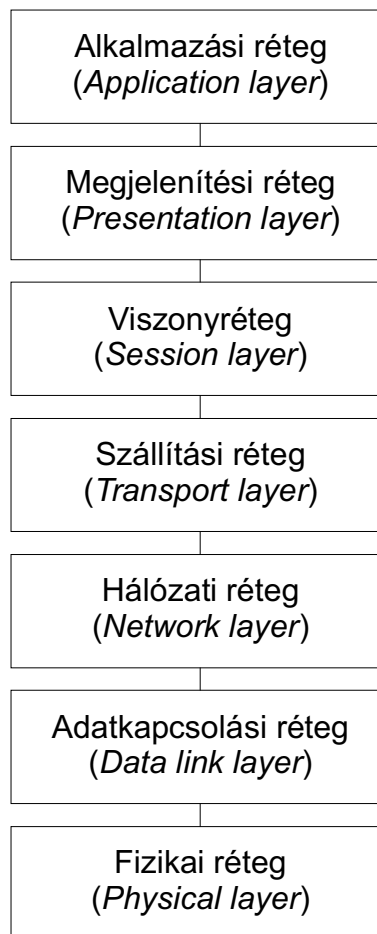 Alkalmazási réteg
(Application layer)
Megjelenítési réteg
(Presentation layer)
Viszonyréteg
(Session layer)
Szállítási réteg
(Transport layer)
Hálózati réteg
(Network layer)
Adatkapcsolási réteg
(Data link layer)
Fizikai réteg
(Physical layer)